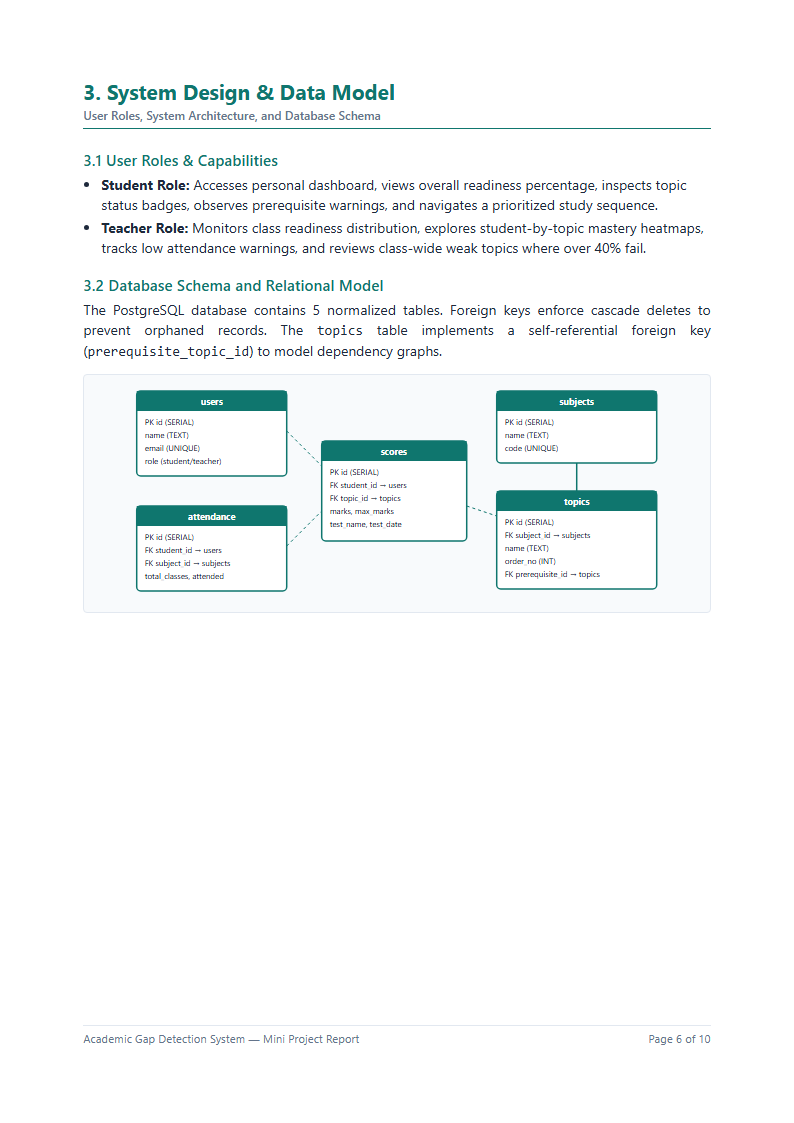 3. System Design & Data Model
User Roles, System Architecture, and Database Schema
3.1 User Roles & Capabilities
• Student Role: Accesses personal dashboard, views overall readiness percentage, inspects topic
status badges, observes prerequisite warnings, and navigates a prioritized study sequence.
• Teacher Role: Monitors class readiness distribution, explores student-by-topic mastery heatmaps,
tracks low attendance warnings, and reviews class-wide weak topics where over 40% fail.
3.2 Database Schema and Relational Model
The PostgreSQL database contains 5 normalized tables. Foreign keys enforce cascade deletes to
prevent orphaned records. The topics table implements a self-referential foreign key
(prerequisite_topic_id) to model dependency graphs.
users
PK id (SERIAL)
name (TEXT)
email (UNIQUE)
role (student/teacher)
attendance
PK id (SERIAL)
FK student_id → users
FK subject_id → subjects
total_classes, attended
scores
PK id (SERIAL)
FK student_id → users
FK topic_id → topics
marks, max_marks
test_name, test_date
subjects
PK id (SERIAL)
name (TEXT)
code (UNIQUE)
topics
PK id (SERIAL)
FK subject_id → subjects
name (TEXT)
order_no (INT)
FK prerequisite_id → topics
Academic Gap Detection System — Mini Project Report
Page 6 of 10